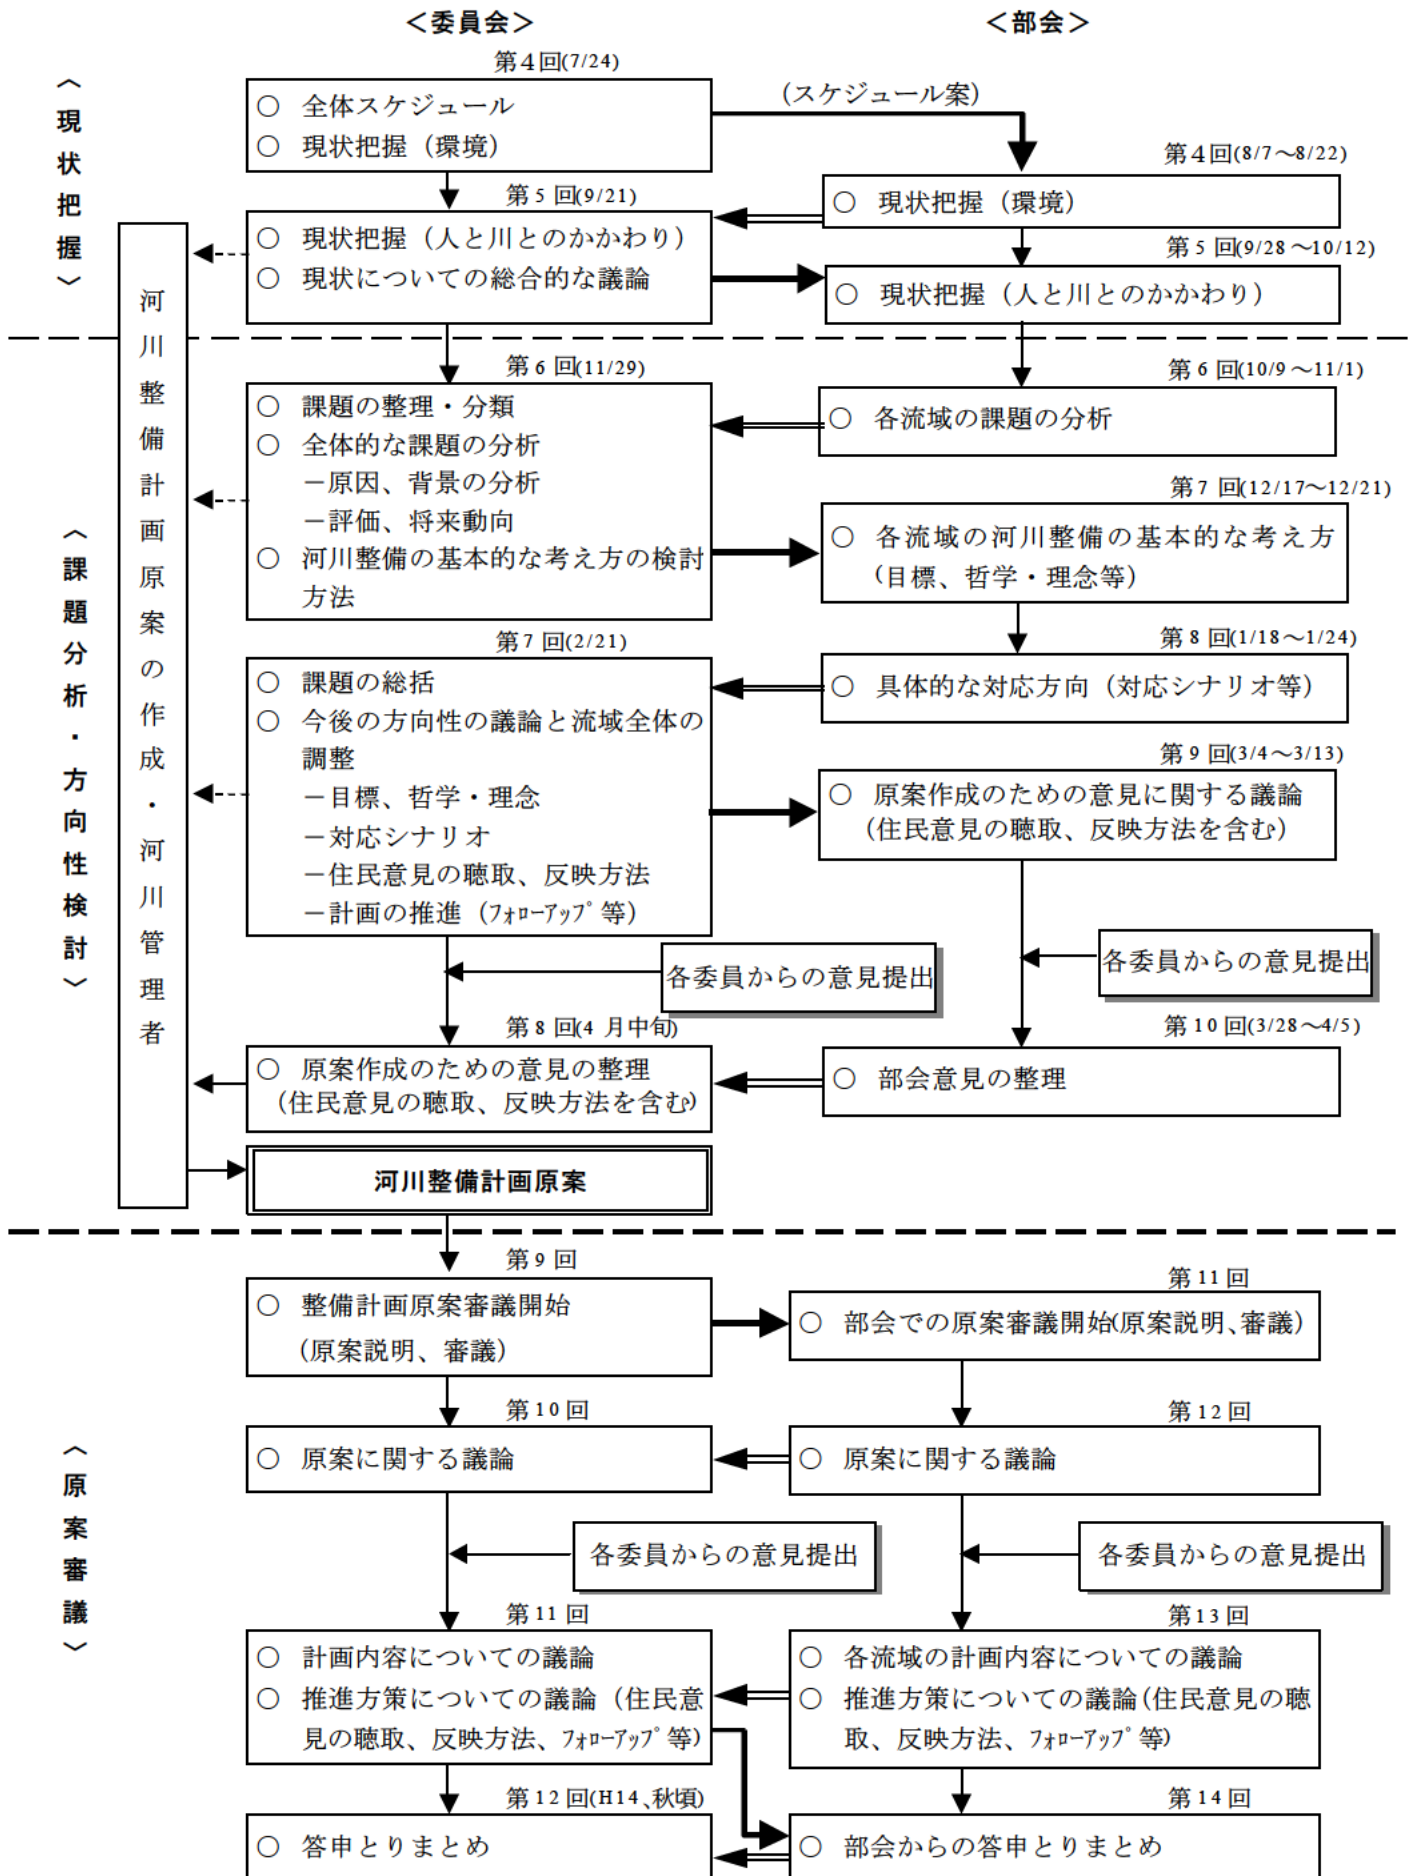 ＜委員会＞
＜部会＞
第4回(7/24)
○ 全体スケジュール
○ 現状把握（環境）
（スケジュール案）
第4回(8/7～8/22)
○ 現状把握（環境）
第5回(9/21)
○ 現状把握（人と川とのかかわり）
○ 現状についての総合的な議論
第5回(9/28～10/12)
○ 現状把握（人と川とのかかわり）
〈現状把握〉
河川整備計画原案の作成・河川管理者
第6回(11/29)
○ 課題の整理・分類
○ 全体的な課題の分析
－原因、背景の分析
－評価、将来動向
○ 河川整備の基本的な考え方の検討
方法
第6回(10/9～11/1)
○ 各流域の課題の分析
第7回(12/17～12/21)
○ 各流域の河川整備の基本的な考え方
（目標、哲学・理念等）
〈課題分析・方向性検討〉
第7回(2/21)
○ 課題の総括
○ 今後の方向性の議論と流域全体の
調整
－目標、哲学・理念
－対応シナリオ
－住民意見の聴取、反映方法
－計画の推進（ﾌｫﾛｰｱｯﾌﾟ等）
第8回(1/18～1/24)
○ 具体的な対応方向（対応シナリオ等）
第9回(3/4～3/13)
○ 原案作成のための意見に関する議論
（住民意見の聴取、反映方法を含む）
各委員からの意見提出
各委員からの意見提出
第8回(4月中旬)
○ 原案作成のための意見の整理
（住民意見の聴取、反映方法を含む）
第10回(3/28～4/5)
○ 部会意見の整理
河川整備計画原案
第9回
○ 整備計画原案審議開始
（原案説明、審議）
第11回
○ 部会での原案審議開始(原案説明、審議）
第10回
○ 原案に関する議論
第12回
○ 原案に関する議論
〈原案審議〉
各委員からの意見提出
各委員からの意見提出
第11回
○ 計画内容についての議論
○ 推進方策についての議論（住民意
見の聴取、反映方法、ﾌｫﾛｰｱｯﾌﾟ等）
第13回
○ 各流域の計画内容についての議論
○ 推進方策についての議論（住民意見の聴
取、反映方法、ﾌｫﾛｰｱｯﾌﾟ等）
第12回(H14、秋頃)
○ 答申とりまとめ
第14回
○ 部会からの答申とりまとめ